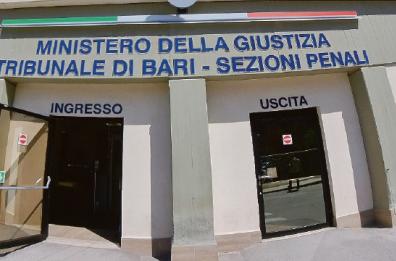 MINISTERO DELLA GIUSTIZIA
TRIBUNALE DI BARI - SEZIONI PENALI
INGRESSO
USCITA